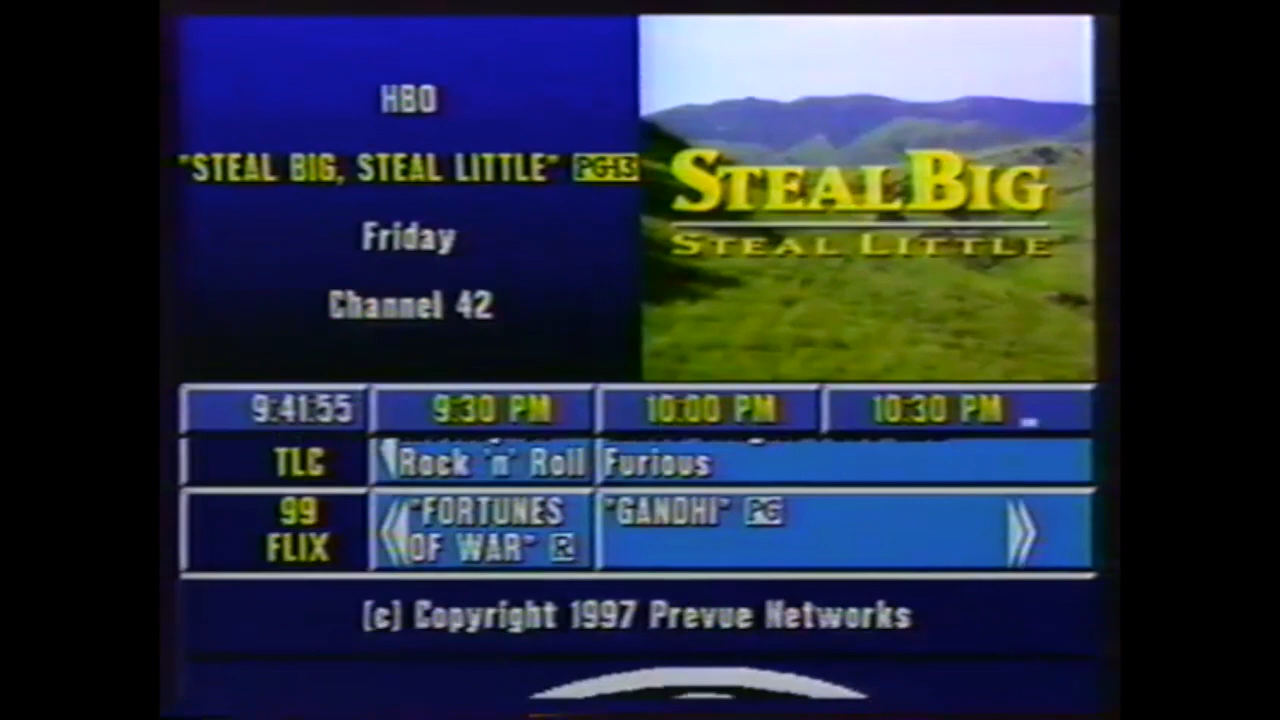 HBO
"STEAL BIG, STEAL LITTLE" PG-13
Friday
Channel 42
STEAL BIG
STEAL LITTLE
9:41:55 9:30 PM 10:00 PM 10:30 PM
TLC Rock 'n' Roll Furious
99 "FORTUNES "GANDHI" PG
FLIX OF WAR" R
(c) Copyright 1997 Prevue Networks